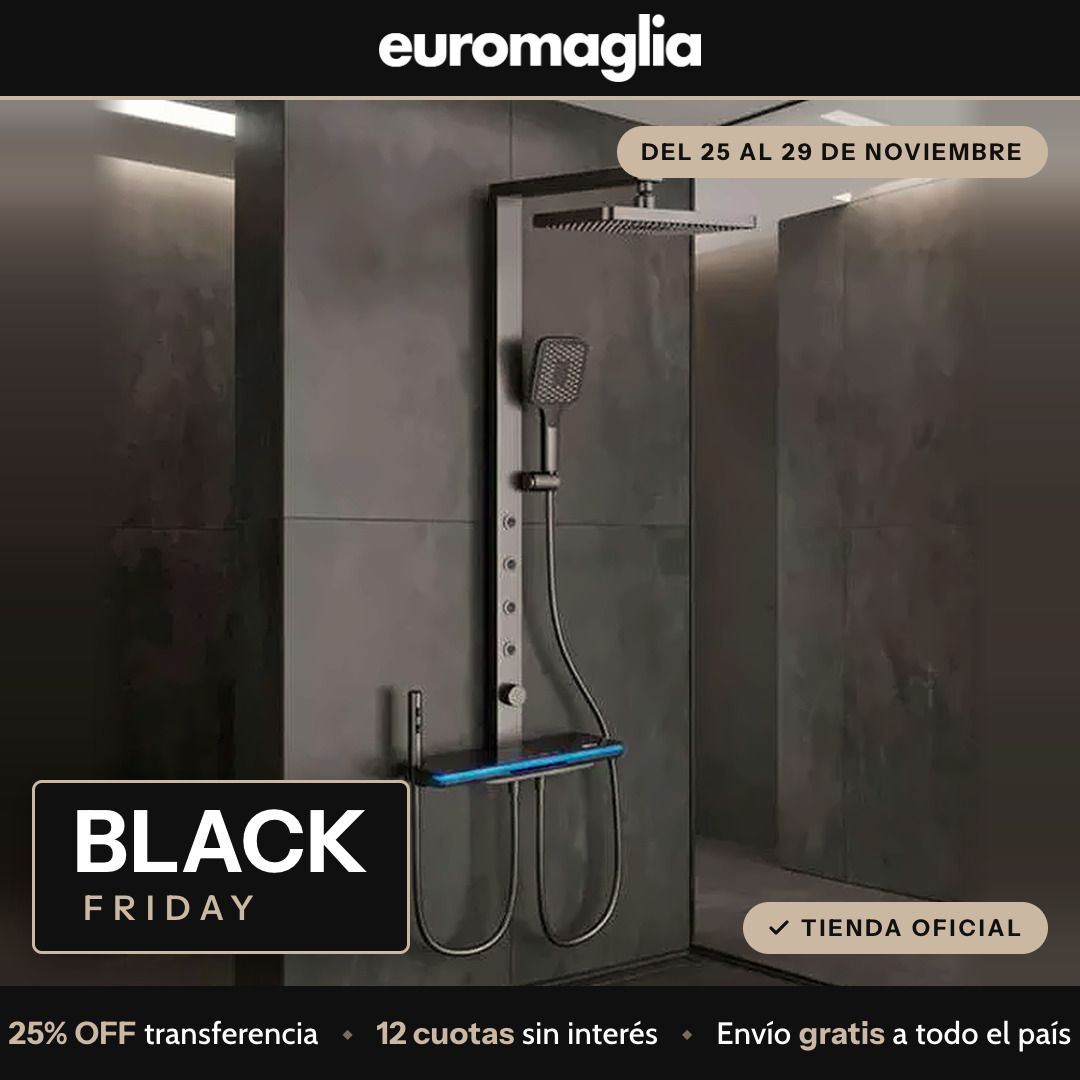 euromaglia
DEL 25 AL 29 DE NOVIEMBRE
BLACK
FRIDAY
✓ TIENDA OFICIAL
25% OFF transferencia ◆ 12 cuotas sin interés ◆ Envío gratis a todo el país